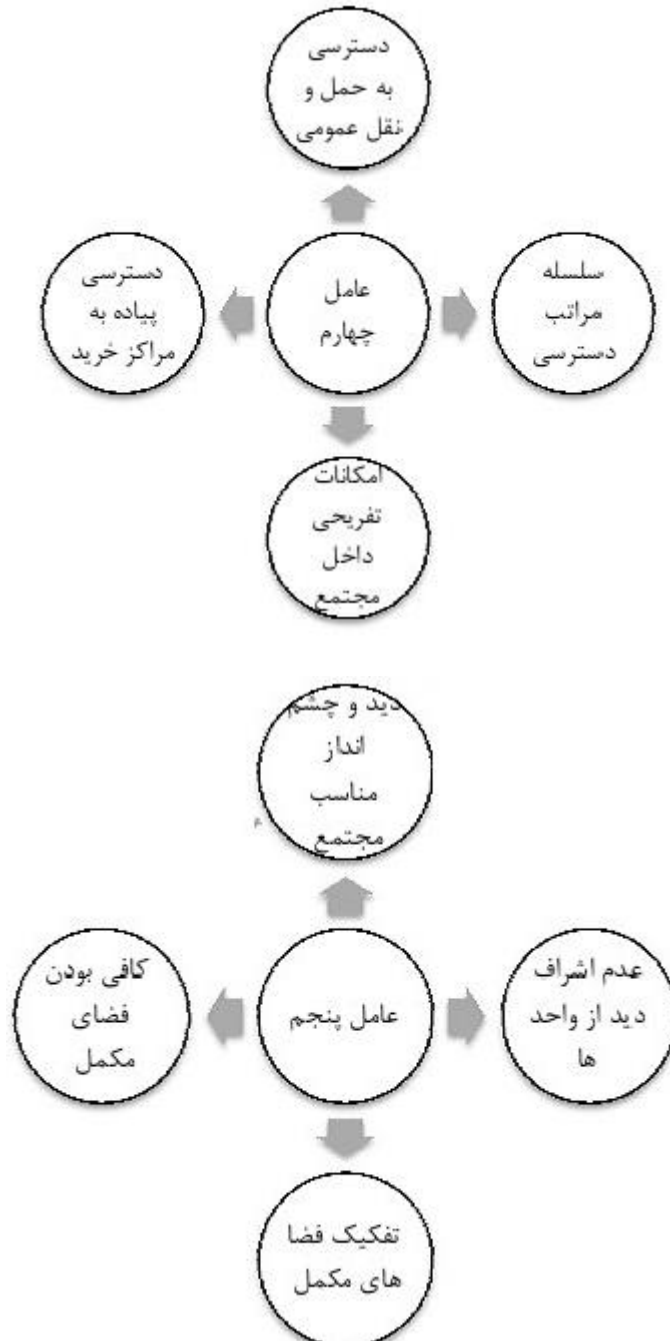 دسترسی
به حمل و
نقل عمومی
سلسله
مراتب
دسترسی
عامل
چهارم
دسترسی
پیاده به
مراکز خرید
امکانات
تفریحی
داخل
مجتمع
دید و چشم
انداز
مناسب
مجتمع
عدم اشراف
دید از واحد
ها
عامل پنجم
کافی بودن
فضای
مکمل
تفکیک فضا
های مکمل